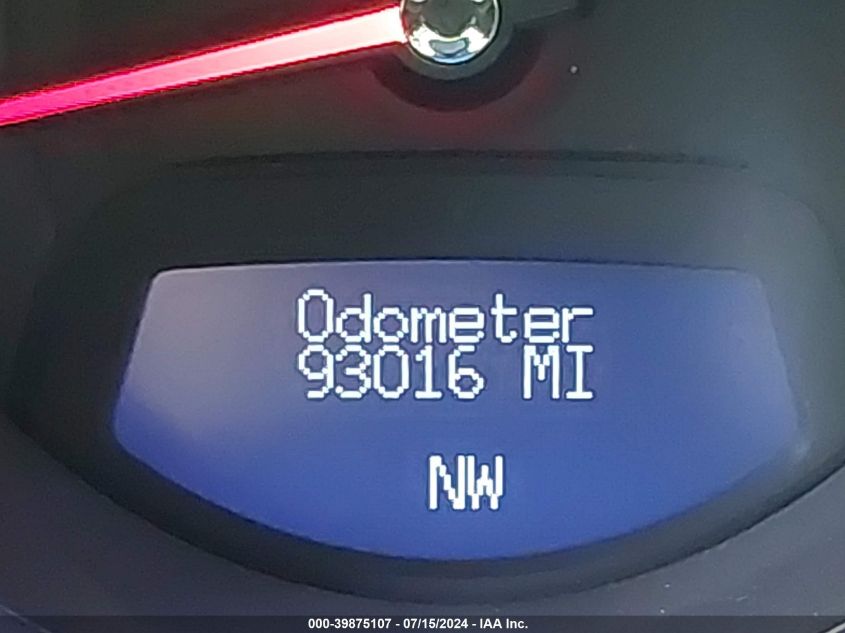 Odometer
93016 MI
NW
000-39875107 - 07/15/2024 - IAA Inc.